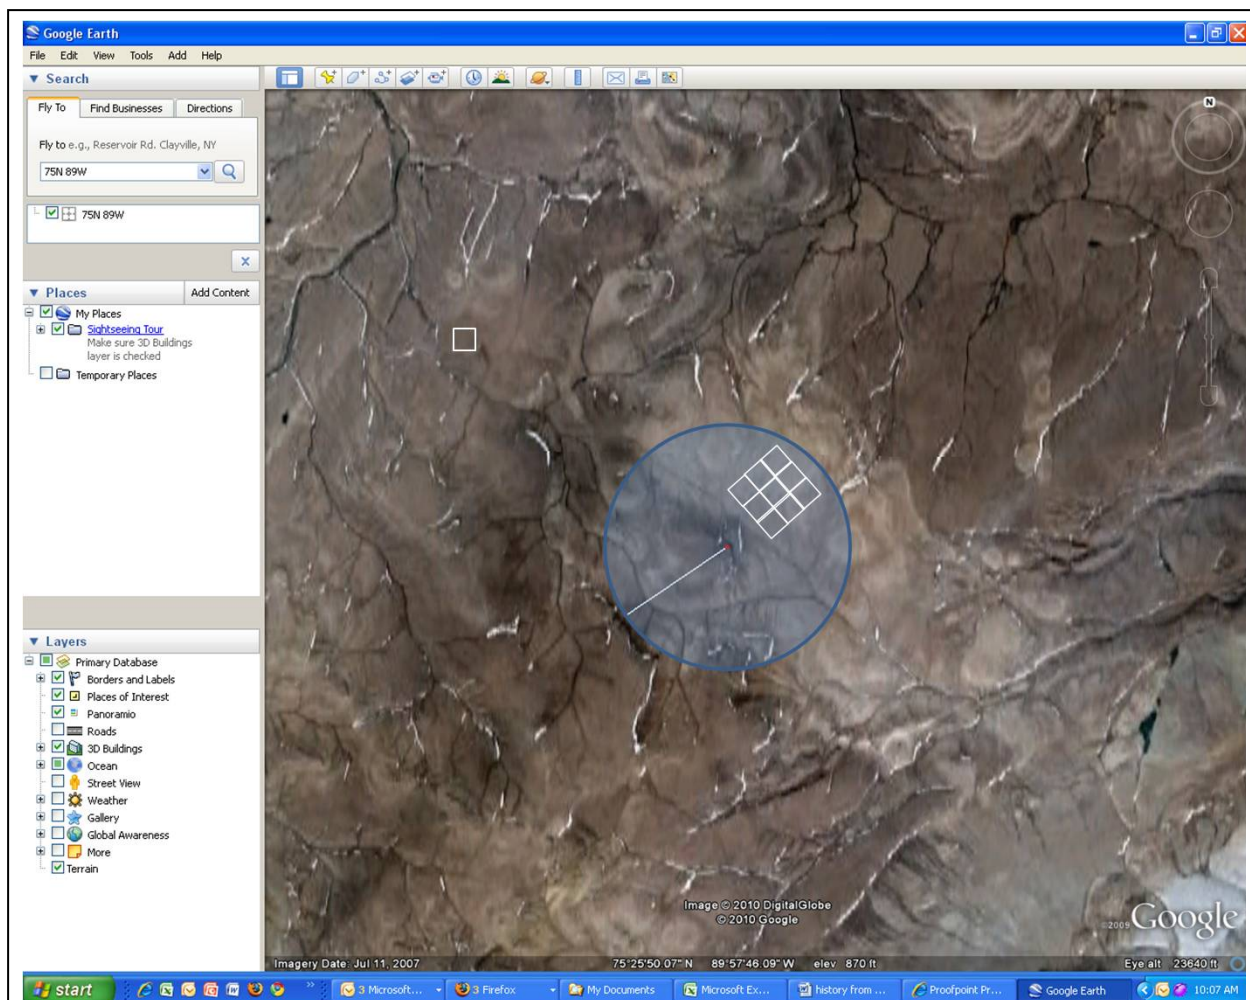 Google Earth
File Edit View Tools Add Help
Search
Fly To Find Businesses Directions
Fly to e.g., Reservoir Rd. Clayville, NY
75N 89W
75N 89W
Places Add Content
My Places
Sightseeing Tour
Make sure 3D Buildings
layer is checked
Temporary Places
Layers
Primary Database
Borders and Labels
Places of Interest
Panoramio
Roads
3D Buildings
Ocean
Street View
Weather
Gallery
Global Awareness
More
Terrain
N
Image © 2010 DigitalGlobe
© 2010 Google
©2009 Google
Imagery Date: Jul 11, 2007 75°25'50.07" N 89°57'46.09" W elev 870 ft Eye alt 23640 ft
start 3 Microsoft... 3 Firefox My Documents Microsoft Ex... history from ... Proofpoint Pr... Google Earth 10:07 AM